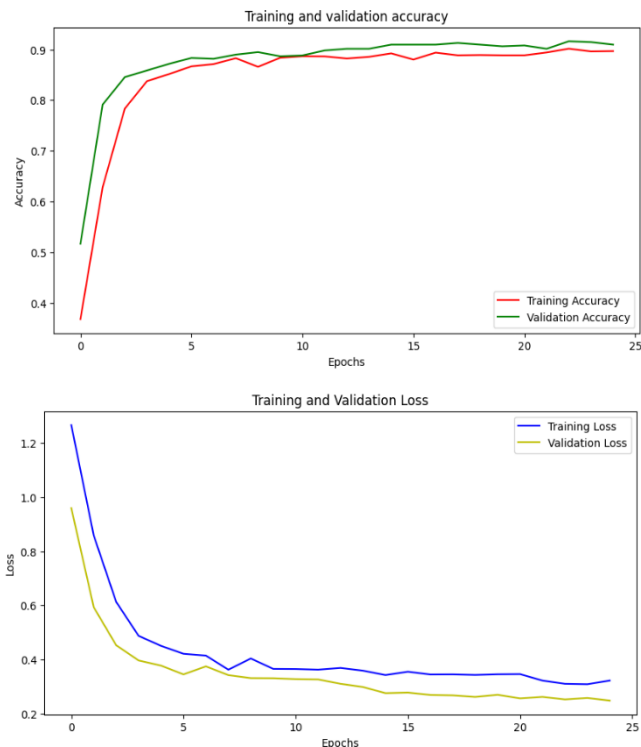 Training and validation accuracy
0.9
0.8
0.7
0.6
0.5
0.4
Accuracy
Training Accuracy
Validation Accuracy
0
5
10
15
20
25
Epochs
Training and Validation Loss
1.2
1.0
0.8
0.6
0.4
0.2
Loss
Training Loss
Validation Loss
0
5
10
15
20
25
Epochs